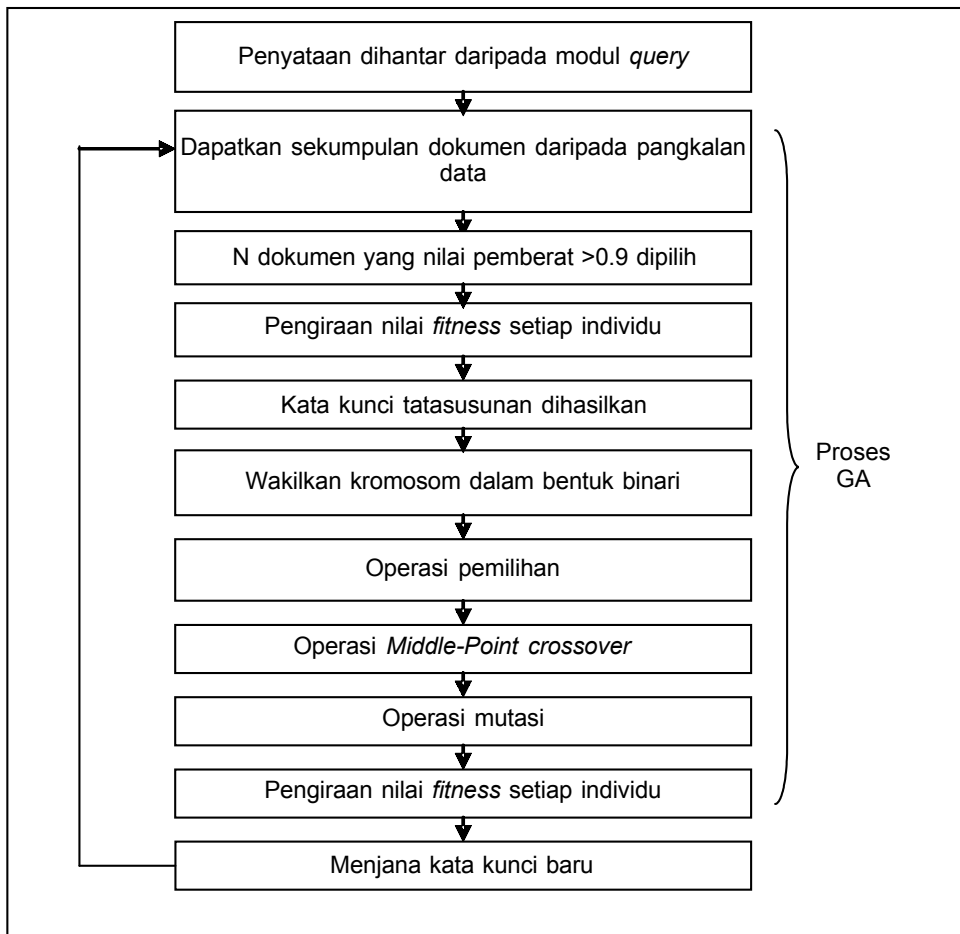 Penyataan dihantar daripada modul query
Dapatkan sekumpulan dokumen daripada pangkalan
data
N dokumen yang nilai pemberat >0.9 dipilih
Pengiraan nilai fitness setiap individu
Kata kunci tatasusunan dihasilkan
Wakilkan kromosom dalam bentuk binari
Operasi pemilihan
Operasi Middle-Point crossover
Operasi mutasi
Pengiraan nilai fitness setiap individu
Menjana kata kunci baru
Proses
GA